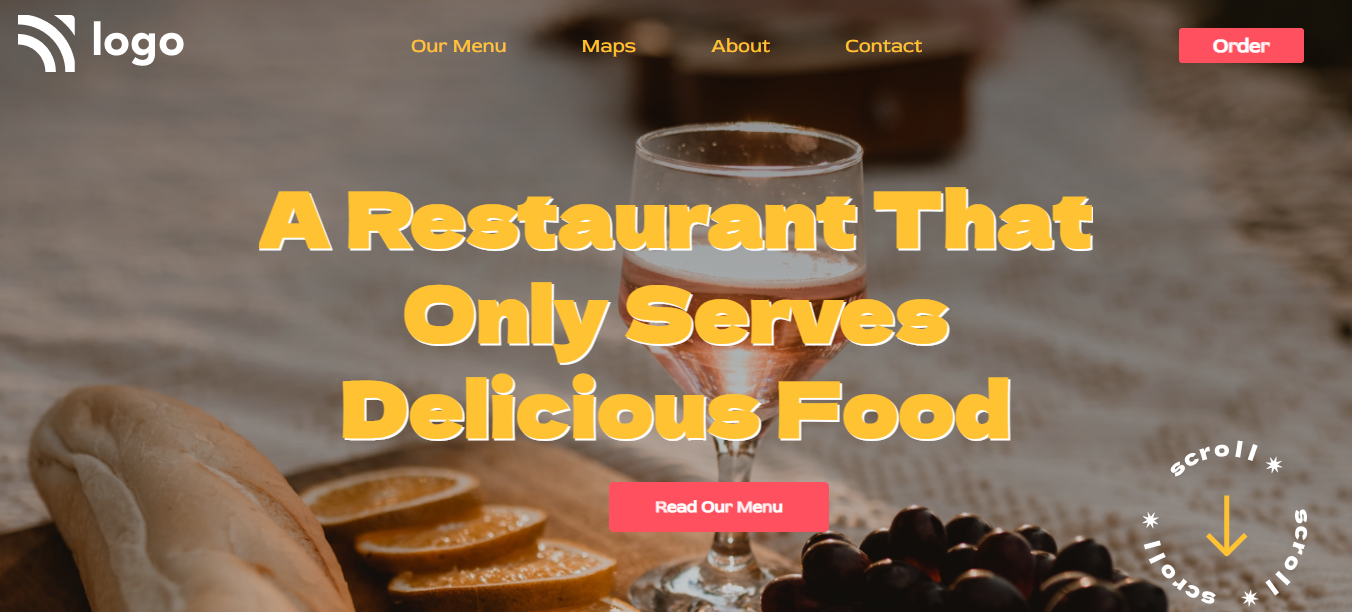 logo
Our Menu Maps About Contact
Order
A Restaurant That
Only Serves
Delicious Food
Read Our Menu
scroll
scroll
scroll